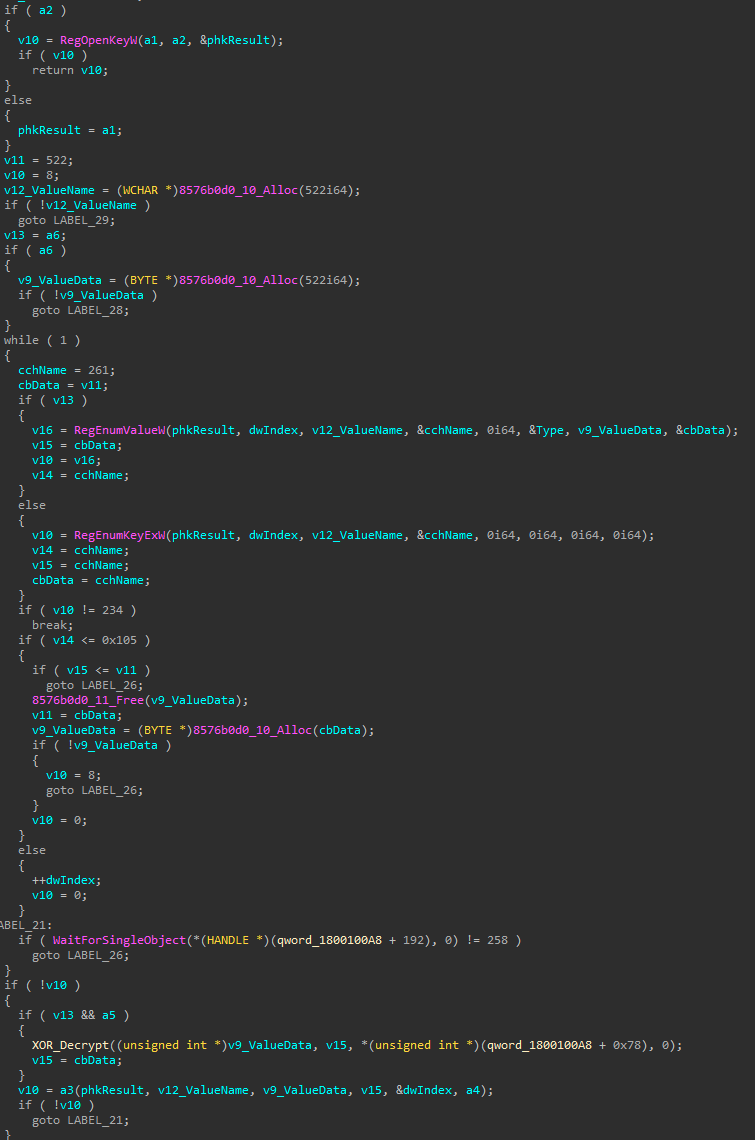 if ( a2 )
{
v10 = RegOpenKeyW(a1, a2, &phkResult);
if ( v10 )
return v10;
}
else
{
phkResult = a1;
}
v11 = 522;
v10 = 8;
v12_ValueName = (WCHAR *)8576b0d0_10_Alloc(522i64);
if ( !v12_ValueName )
goto LABEL_29;
v13 = a6;
if ( a6 )
{
v9_ValueData = (BYTE *)8576b0d0_10_Alloc(522i64);
if ( !v9_ValueData )
goto LABEL_28;
}
while ( 1 )
{
cchName = 261;
cbData = v11;
if ( v13 )
{
v16 = RegEnumValueW(phkResult, dwIndex, v12_ValueName, &cchName, 0i64, &Type, v9_ValueData, &cbData);
v15 = cbData;
v10 = v16;
v14 = cchName;
}
else
{
v10 = RegEnumKeyExW(phkResult, dwIndex, v12_ValueName, &cchName, 0i64, 0i64, 0i64, 0i64);
v14 = cchName;
v15 = cchName;
cbData = cchName;
}
if ( v10 != 234 )
break;
if ( v14 <= 0x105 )
{
if ( v15 <= v11 )
goto LABEL_26;
8576b0d0_11_Free(v9_ValueData);
v11 = cbData;
v9_ValueData = (BYTE *)8576b0d0_10_Alloc(cbData);
if ( !v9_ValueData )
{
v10 = 8;
goto LABEL_26;
}
v10 = 0;
}
else
{
++dwIndex;
v10 = 0;
}
ABEL_21:
if ( WaitForSingleObject(*(HANDLE *)(qword_1800100A8 + 192), 0) != 258 )
goto LABEL_26;
}
if ( !v10 )
{
if ( v13 && a5 )
{
XOR_Decrypt((unsigned int *)v9_ValueData, v15, *(unsigned int *)(qword_1800100A8 + 0x78), 0);
v15 = cbData;
}
v10 = a3(phkResult, v12_ValueName, v9_ValueData, v15, &dwIndex, a4);
if ( !v10 )
goto LABEL_21;
}